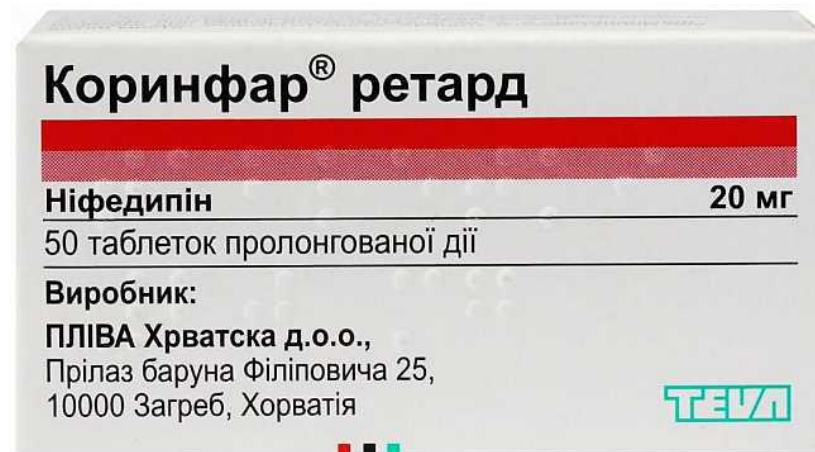 Коринфар® ретард
Ніфедипін 20 мг
50 таблеток пролонгованої дії
Виробник:
ПЛІВА Хрватска д.о.о.,
Прілаз баруна Філіповича 25,
10000 Загреб, Хорватія
TEVA